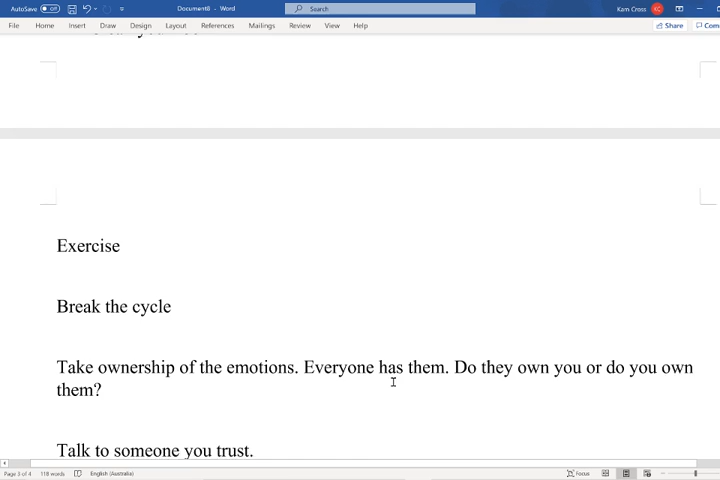 AutoSave Off Document8 - Word Search Kam Cross KC
File Home Insert Draw Design Layout References Mailings Review View Help Share
Exercise
Break the cycle
Take ownership of the emotions. Everyone has them. Do they own you or do you own
them?
Talk to someone you trust.
Page 3 of 4 118 words English (Australia) Focus